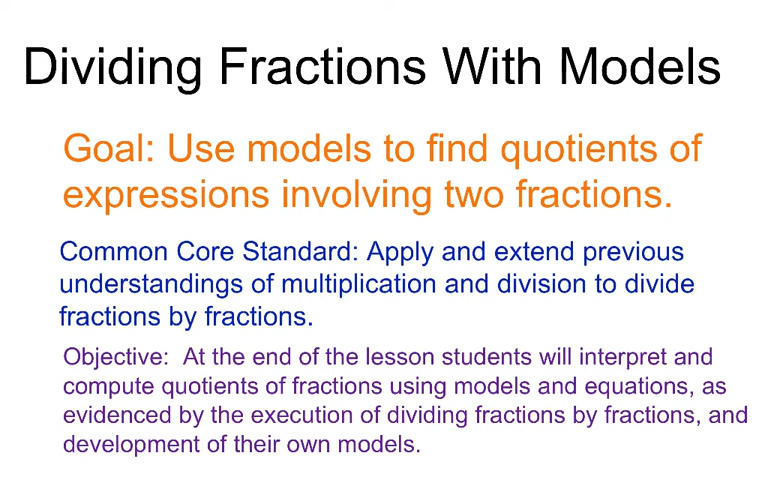 Dividing Fractions With Models
Goal: Use models to find quotients of
expressions involving two fractions.
Common Core Standard: Apply and extend previous
understandings of multiplication and division to divide
fractions by fractions.
Objective:  At the end of the lesson students will interpret and
compute quotients of fractions using models and equations, as
evidenced by the execution of dividing fractions by fractions, and
development of their own models.